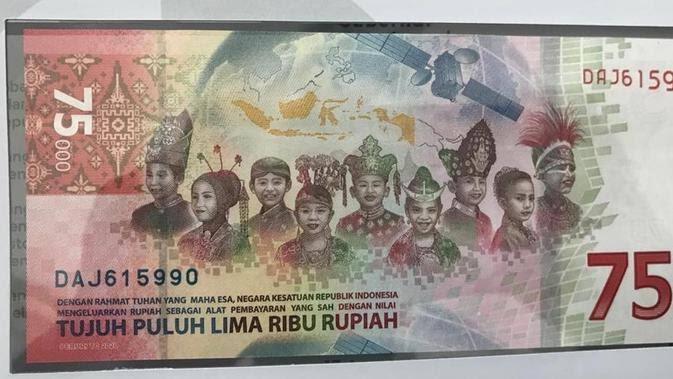 DAJ6159
75
000
DAJ615990
DENGAN RAHMAT TUHAN YANG MAHA ESA, NEGARA KESATUAN REPUBLIK INDONESIA
MENGELUARKAN RUPIAH SEBAGAI ALAT PEMBAYARAN YANG SAH DENGAN NILAI
TUJUH PULUH LIMA RIBU RUPIAH
75